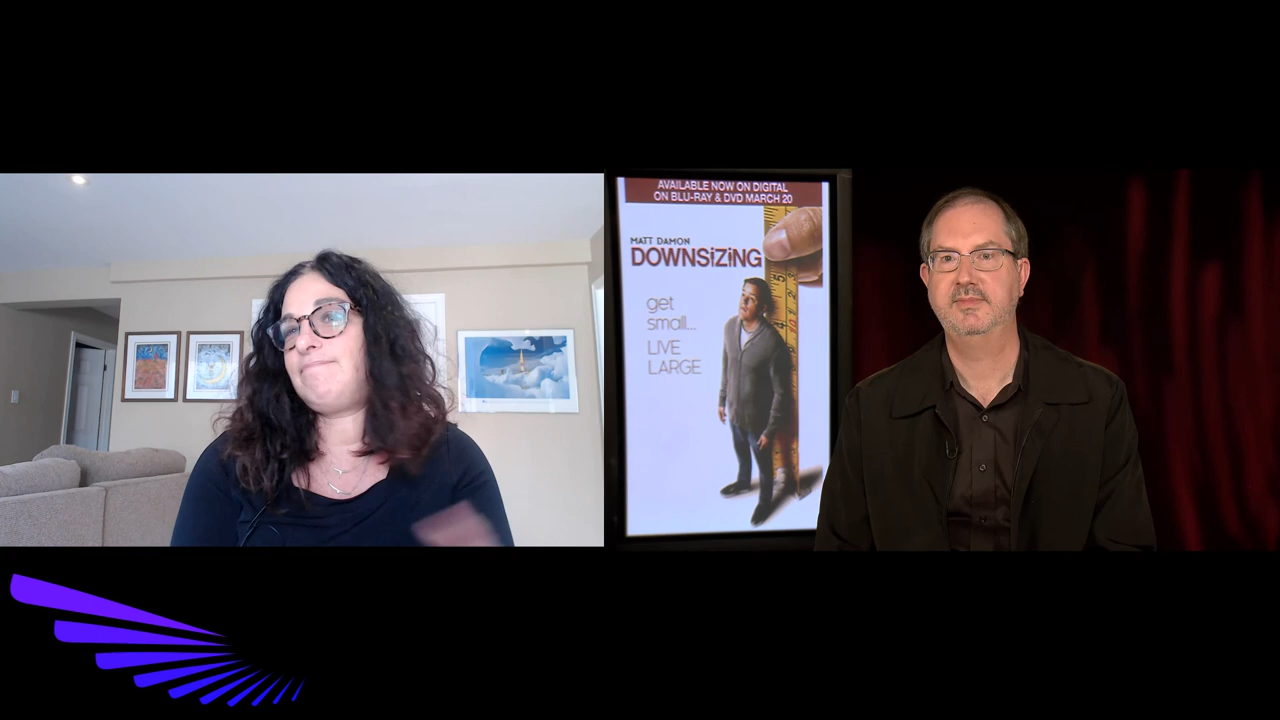 AVAILABLE NOW ON DIGITAL
ON BLU-RAY & DVD MARCH 20
MATT DAMON
DOWNSiZiNG
get
small...
LIVE
LARGE